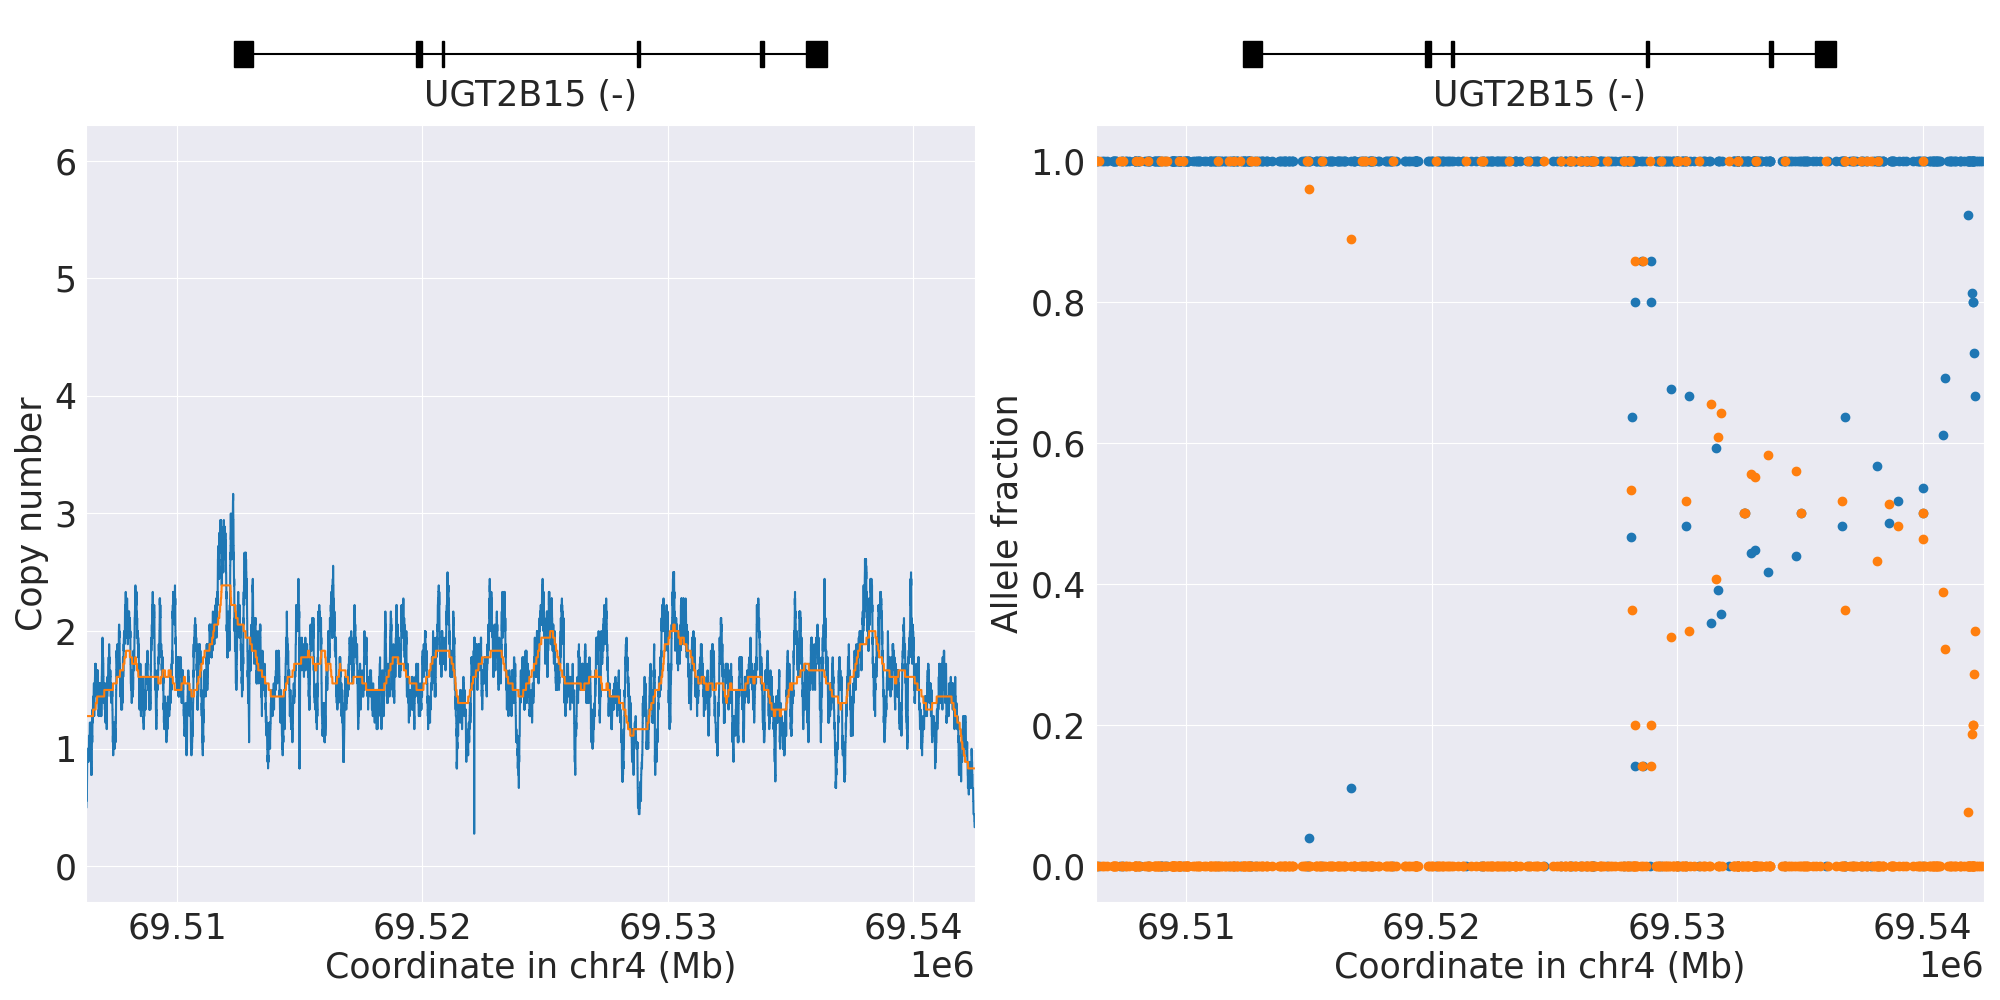 UGT2B15 (-)
6
5
4
3
2
1
0
Copy number
69.51 69.52 69.53 69.54
Coordinate in chr4 (Mb)
1e6
UGT2B15 (-)
1.0
0.8
0.6
0.4
0.2
0.0
Allele fraction
69.51 69.52 69.53 69.54
Coordinate in chr4 (Mb)
1e6